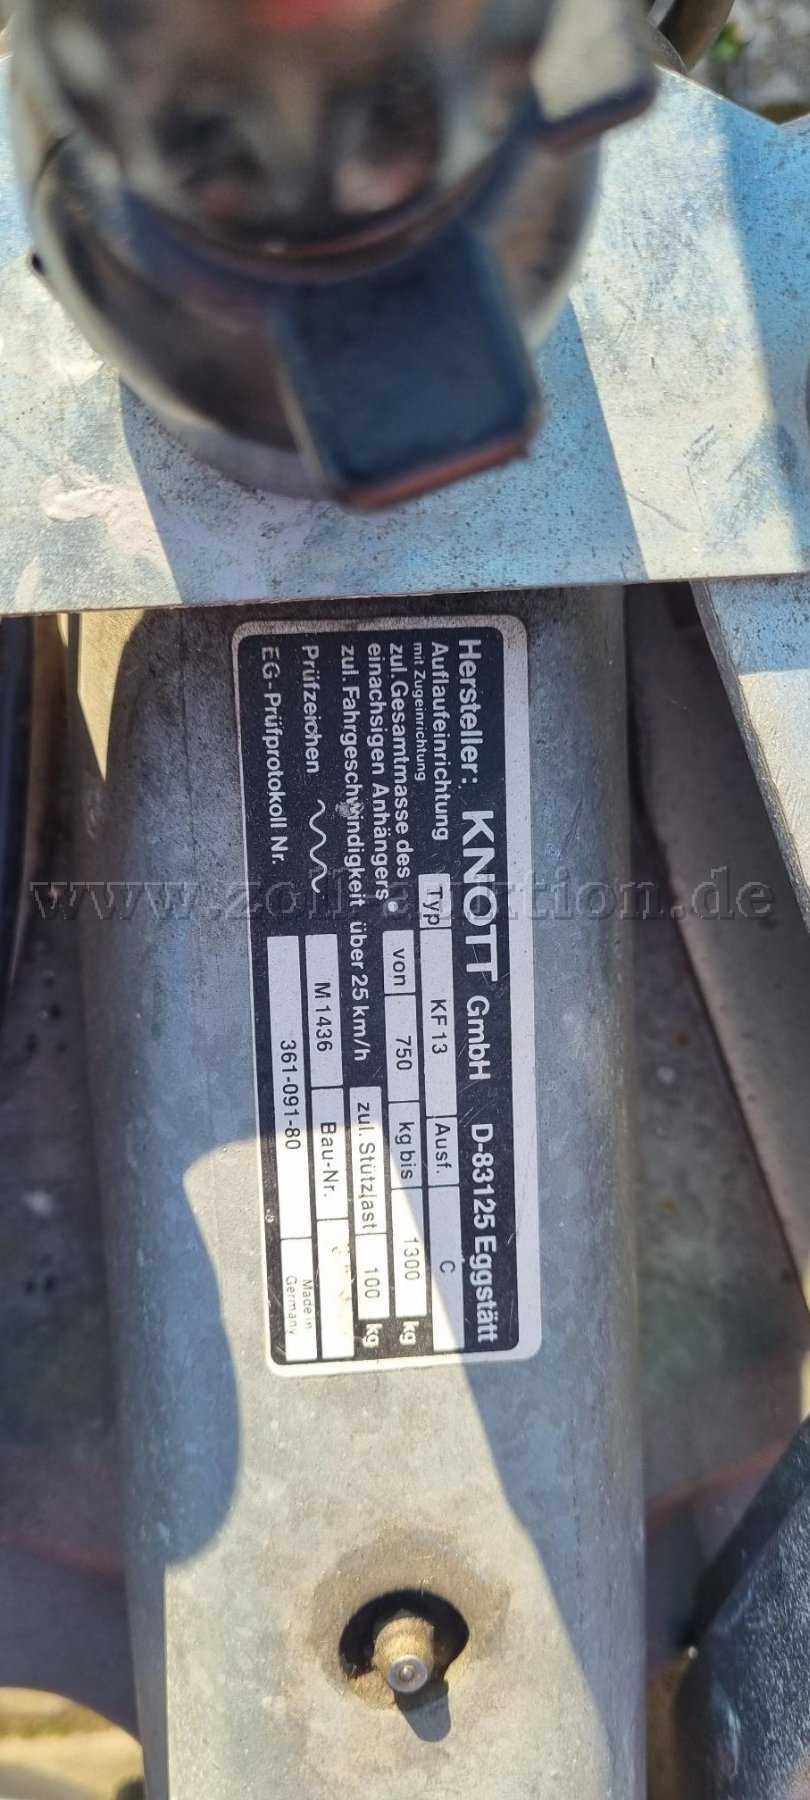 Hersteller: KNOTT GmbH D-83125 Eggstätt
Auflaufeinrichtung Typ KF 13 Ausf. C
mit Zugeinrichtung
zul. Gesamtmasse des
einachsigen Anhängers von 750 kg bis 1300 kg
zul. Fahrgeschwindigkeit über 25 km/h zul. Stützlast 100 kg
Prüfzeichen M 1436 Bau-Nr.
EG-Prüfprotokoll Nr. 361-091-80 Made in
Germany
www.zoll-auktion.de